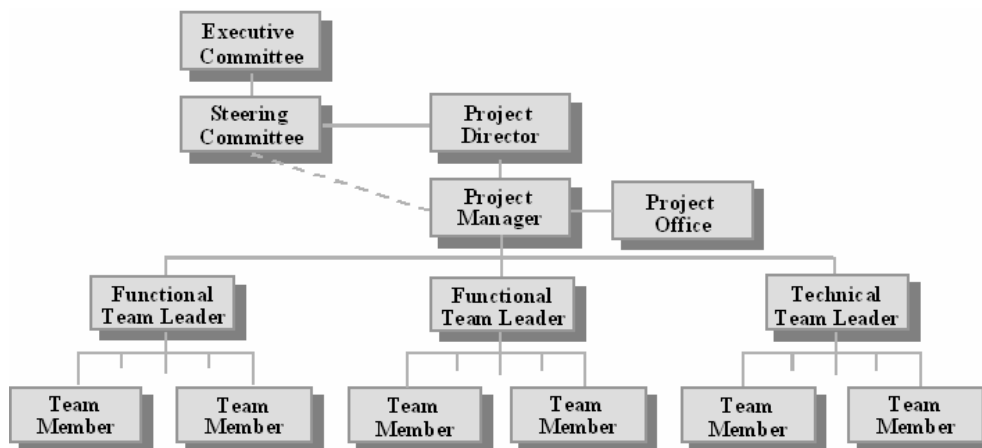 Executive
Committee
Steering
Committee
Project
Director
Project
Manager
Project
Office
Functional
Team Leader
Functional
Team Leader
Technical
Team Leader
Team
Member
Team
Member
Team
Member
Team
Member
Team
Member
Team
Member